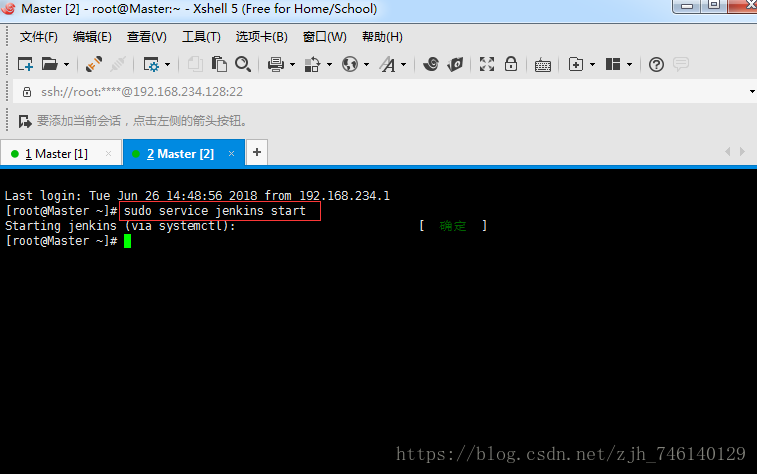 Master [2] - root@Master:~ - Xshell 5 (Free for Home/School)
文件(F) 编辑(E) 查看(V) 工具(T) 选项卡(B) 窗口(W) 帮助(H)
ssh://root:****@192.168.234.128:22
要添加当前会话，点击左侧的箭头按钮。
1 Master [1] × 2 Master [2] × +
Last login: Tue Jun 26 14:48:56 2018 from 192.168.234.1
[root@Master ~]# sudo service jenkins start
Starting jenkins (via systemctl): [ 确定 ]
[root@Master ~]#
https://blog.csdn.net/zjh_746140129